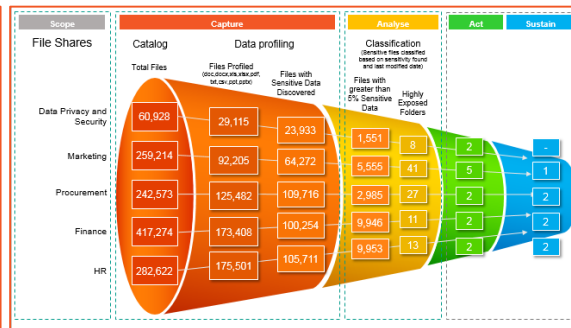 Scope
Capture
Analyse
Act
Sustain
File Shares
Catalog
Data profiling
Classification
(Sensitive files classified
based on sensitivity found
and last modified date)
Total Files
Files Profiled
(doc,docx,xls,xlsx,pdf,
txt,csv,ppt,pptx)
Files with
Sensitive Data
Discovered
Files with
greater than
5% Sensitive
Data
Highly
Exposed
Folders
Data Privacy and
Security
60,928
29,115
23,933
1,551
8
2
-
Marketing
259,214
92,205
64,272
5,555
41
5
1
Procurement
242,573
125,482
109,716
2,985
27
2
2
Finance
417,274
173,408
100,254
9,946
11
2
2
HR
282,622
175,501
105,711
9,953
13
2
2